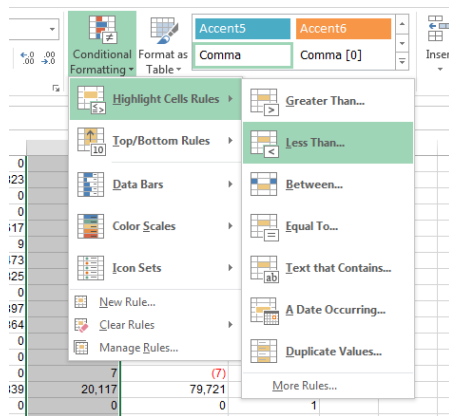 Accent5 Accent6
Conditional Formatting Format as Table Comma Comma [0] Inser
Highlight Cells Rules
Greater Than...
Top/Bottom Rules
Less Than...
Data Bars
Between...
Color Scales
Equal To...
Icon Sets
Text that Contains...
New Rule...
A Date Occurring...
Clear Rules
Manage Rules...
Duplicate Values...
More Rules...
0
323
0
0
617
9
373
325
0
397
364
0
0
0 7 (7)
339 20,117 79,721
0 0 0 1